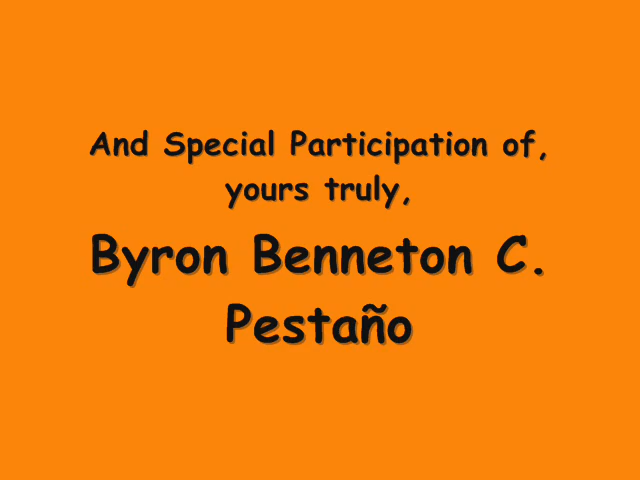 And Special Participation of,
yours truly,
Byron Benneton C.
Pestaño